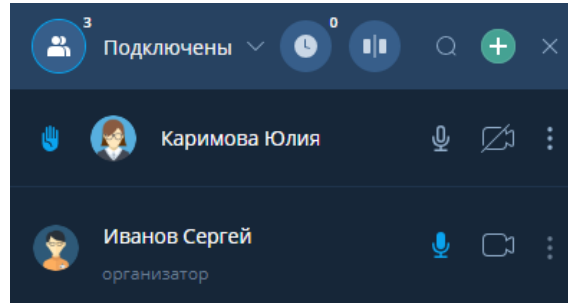 3
Подключены
0
Каримова Юлия
Иванов Сергей
организатор